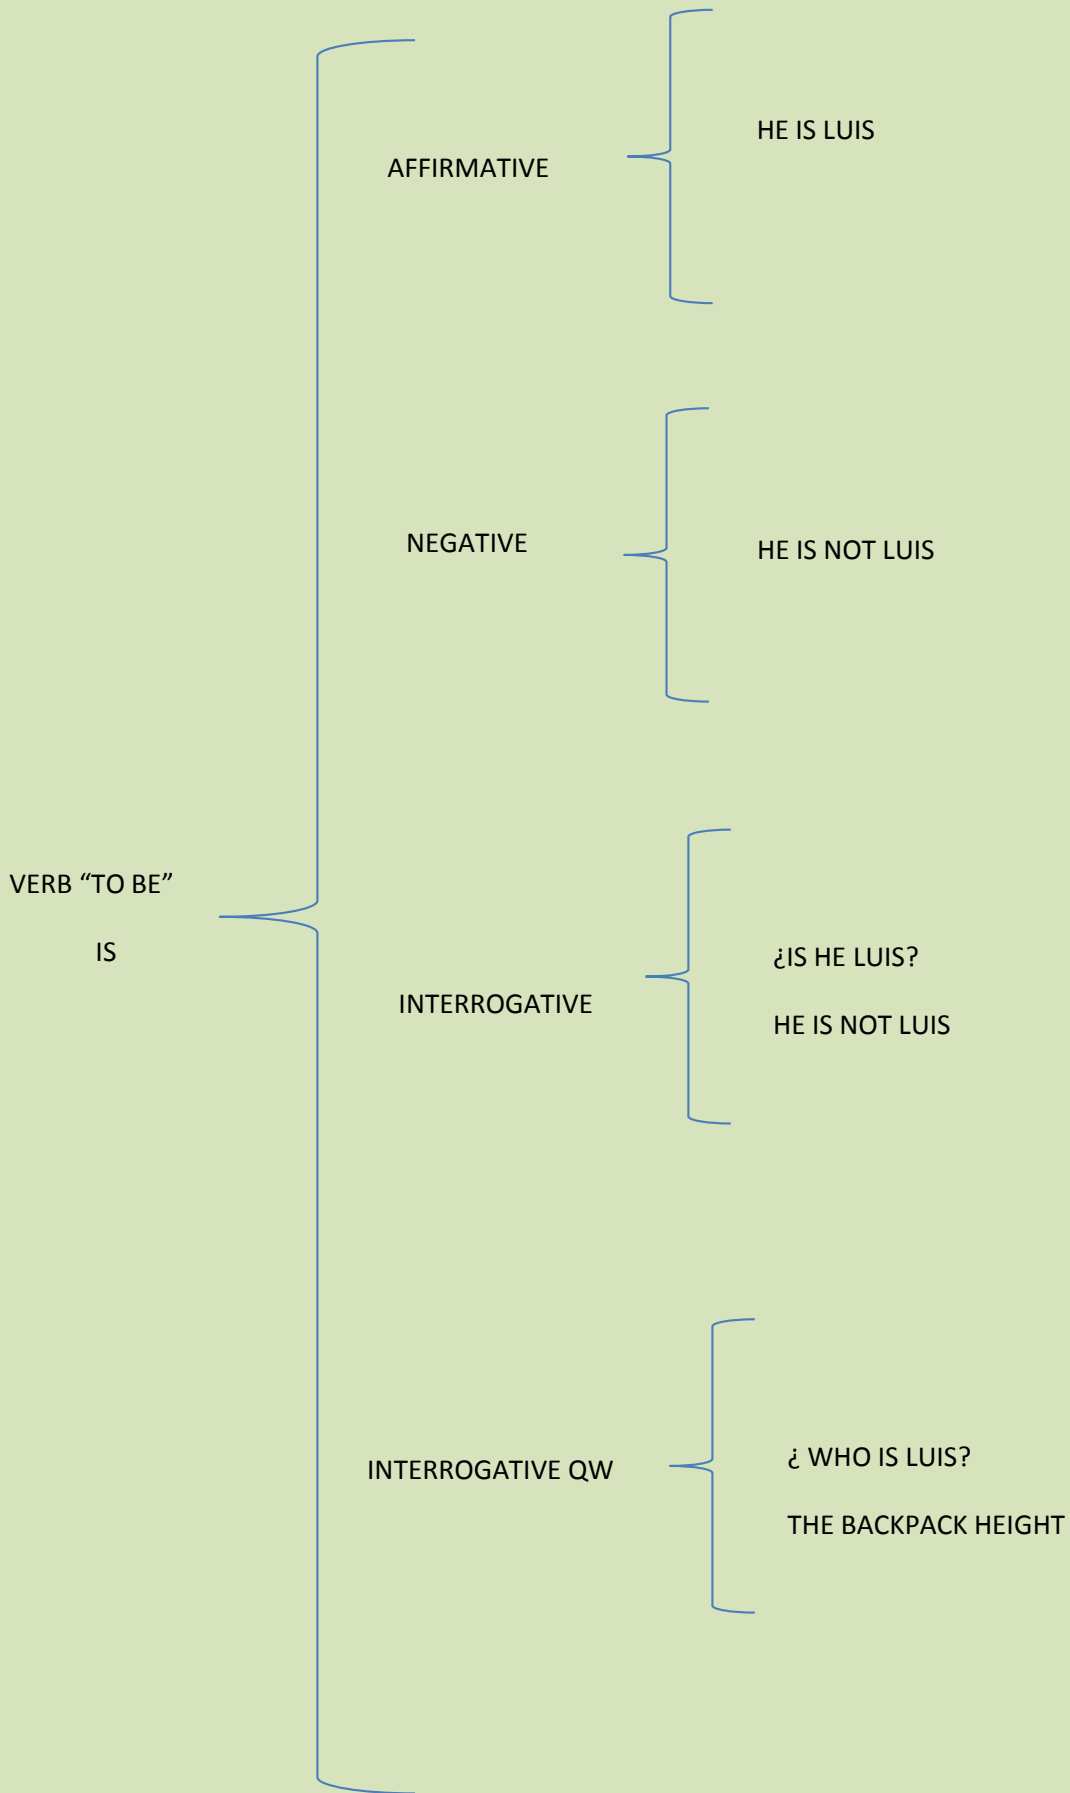 VERB “TO BE”
IS
AFFIRMATIVE
HE IS LUIS
NEGATIVE
HE IS NOT LUIS
INTERROGATIVE
¿IS HE LUIS?
HE IS NOT LUIS
INTERROGATIVE QW
¿ WHO IS LUIS?
THE BACKPACK HEIGHT